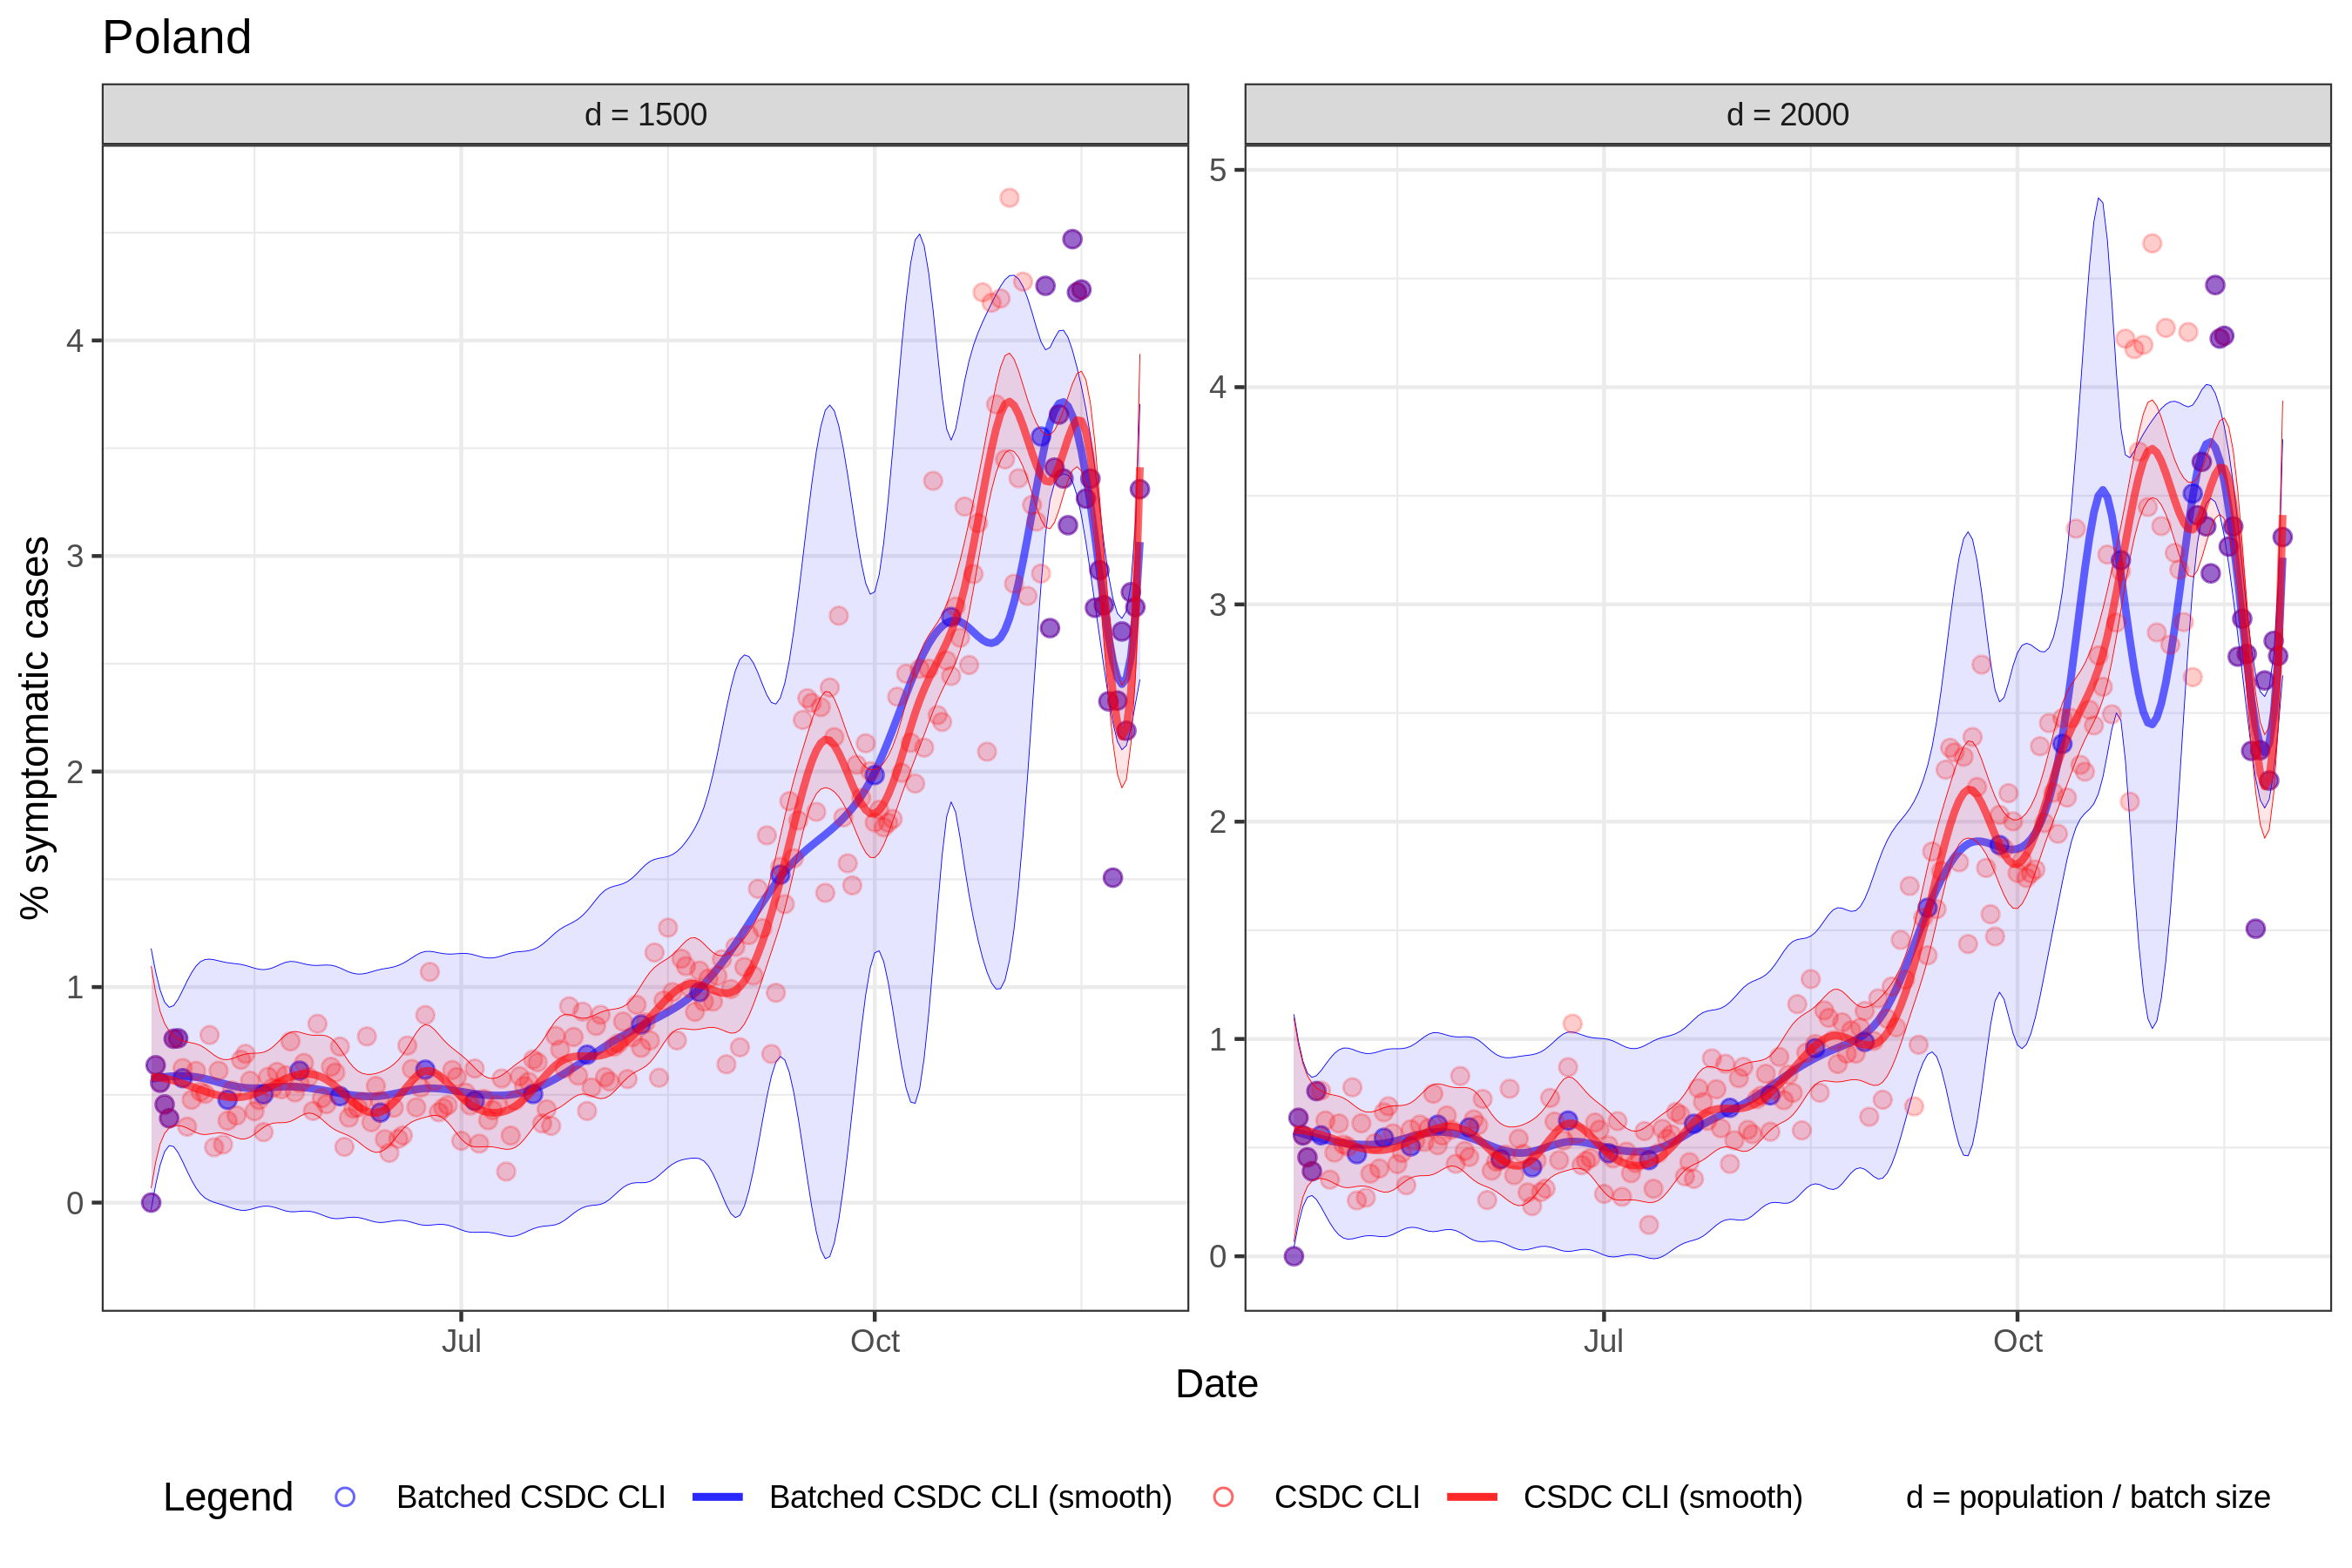 Poland
d = 1500
d = 2000
% symptomatic cases
4
3
2
1
0
5
4
3
2
1
0
Jul
Oct
Jul
Oct
Date
Legend
Batched CSDC CLI
Batched CSDC CLI (smooth)
CSDC CLI
CSDC CLI (smooth)
d = population / batch size